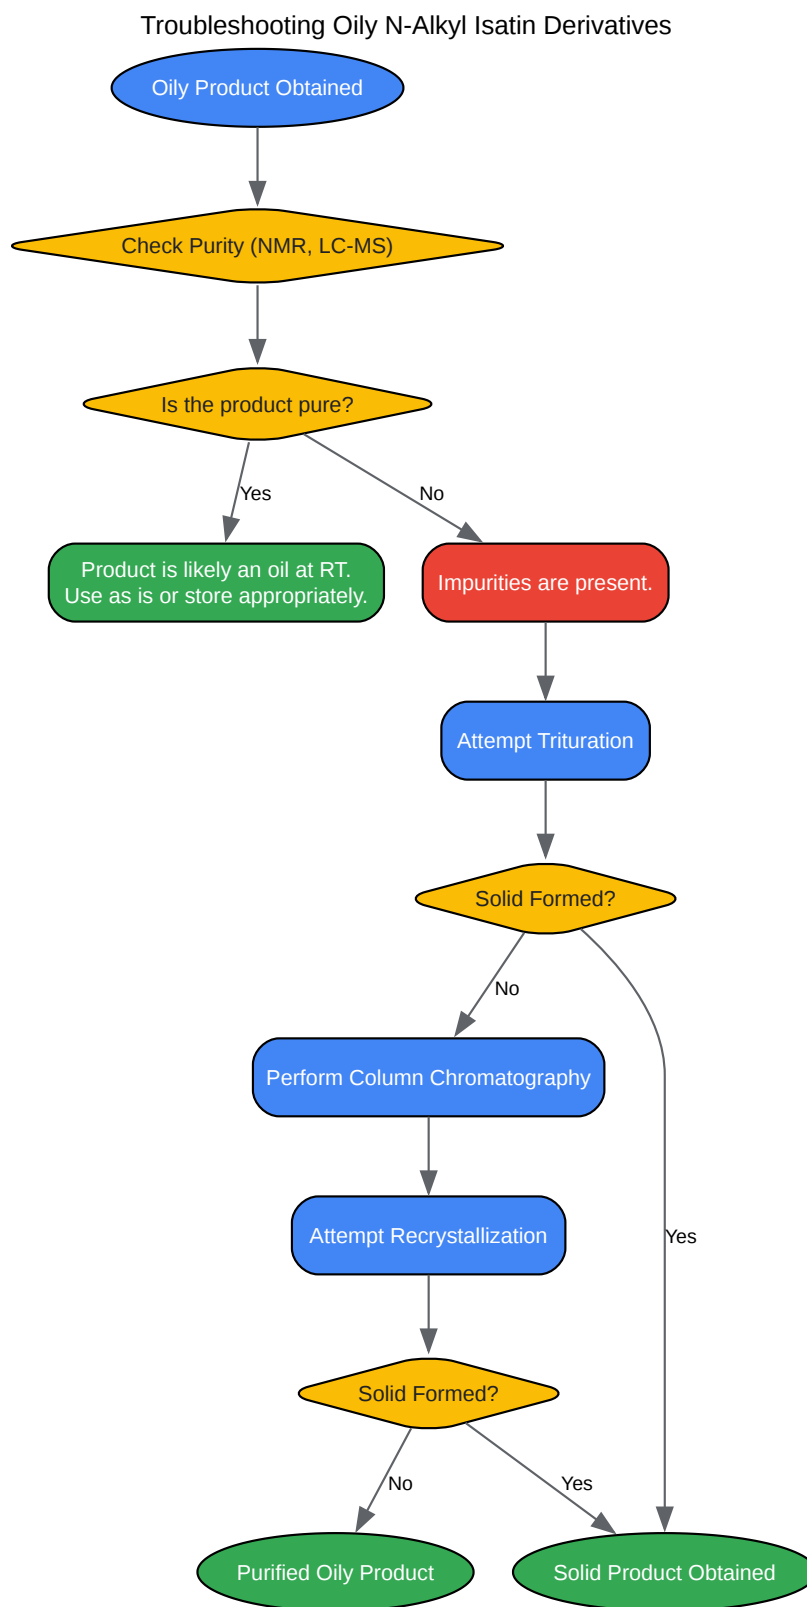 Troubleshooting Oily N-Alkyl Isatin Derivatives
Oily Product Obtained
Check Purity (NMR, LC-MS)
Is the product pure?
Yes
No
Product is likely an oil at RT.
Use as is or store appropriately.
Impurities are present.
Attempt Trituration
Solid Formed?
No
Perform Column Chromatography
Attempt Recrystallization
Yes
Solid Formed?
No
Yes
Purified Oily Product
Solid Product Obtained